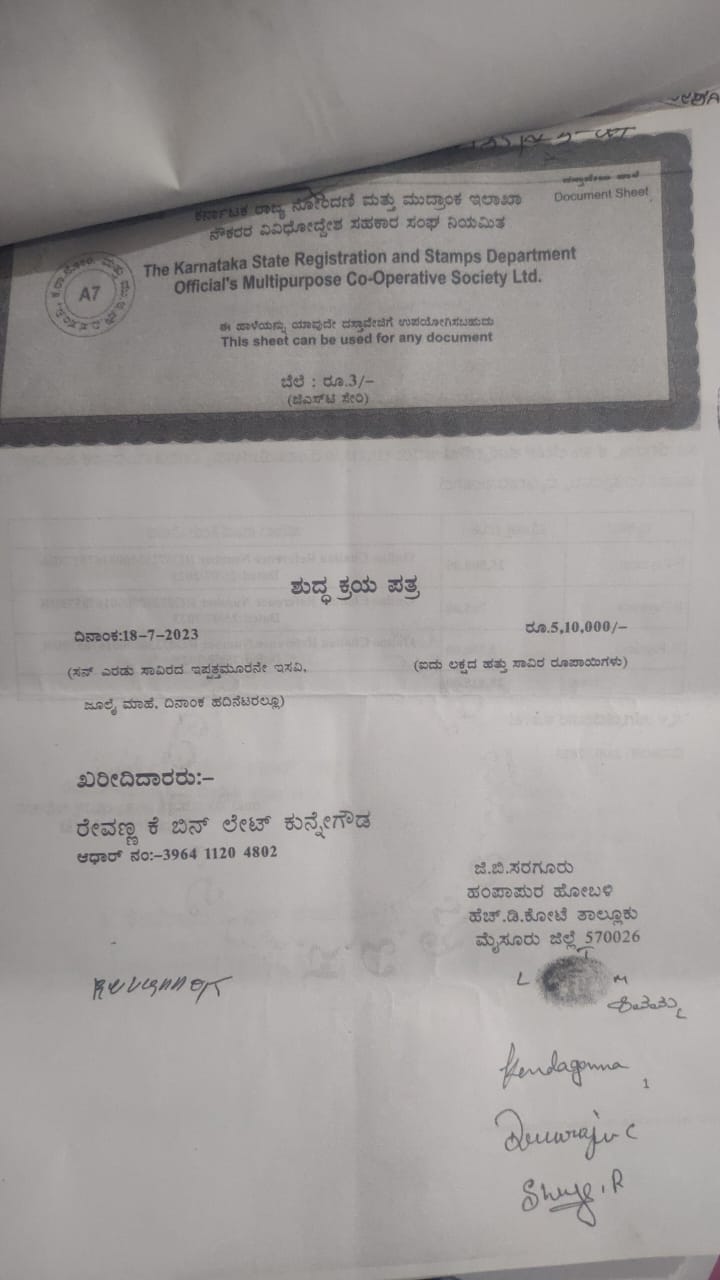 ದಸ್ತಾವೇಜು ಹಾಳೆ
Document Sheet
ಕರ್ನಾಟಕ ರಾಜ್ಯ ನೋಂದಣಿ ಮತ್ತು ಮುದ್ರಾಂಕ ಇಲಾಖಾ
ನೌಕರರ ವಿವಿಧೋದ್ದೇಶ ಸಹಕಾರ ಸಂಘ ನಿಯಮಿತ
The Karnataka State Registration and Stamps Department
Official's Multipurpose Co-Operative Society Ltd.
A7
ಈ ಹಾಳೆಯನ್ನು ಯಾವುದೇ ದಸ್ತಾವೇಜಿಗೆ ಉಪಯೋಗಿಸಬಹುದು
This sheet can be used for any document
ಬೆಲೆ : ರೂ.3/–
(ಜಿಎಸ್‌ಟಿ ಸೇರಿ)
ಶುದ್ಧ ಕ್ರಯ ಪತ್ರ
ದಿನಾಂಕ:18-7-2023 ರೂ.5,10,000/–
(ಸನ್ ಎರಡು ಸಾವಿರದ ಇಪ್ಪತ್ತಮೂರನೇ ಇಸವಿ, (ಐದು ಲಕ್ಷದ ಹತ್ತು ಸಾವಿರ ರೂಪಾಯಿಗಳು)
ಜೂಲೈ ಮಾಹೆ, ದಿನಾಂಕ ಹದಿನೆಟರಲ್ಲೂ)
ಖರೀದಿದಾರರು:–
ರೇವಣ್ಣ ಕೆ ಬಿನ್ ಲೇಟ್ ಕುನ್ನೇಗೌಡ
ಆಧಾರ್ ನಂ:–3964 1120 4802
ಜಿ.ಬಿ.ಸರಗೂರು
ಹಂಪಾಪುರ ಹೋಬಳಿ
ಹೆಚ್.ಡಿ.ಕೋಟೆ ತಾಲ್ಲೂಕು
ಮೈಸೂರು ಜಿಲ್ಲೆ 570026
L T M
1